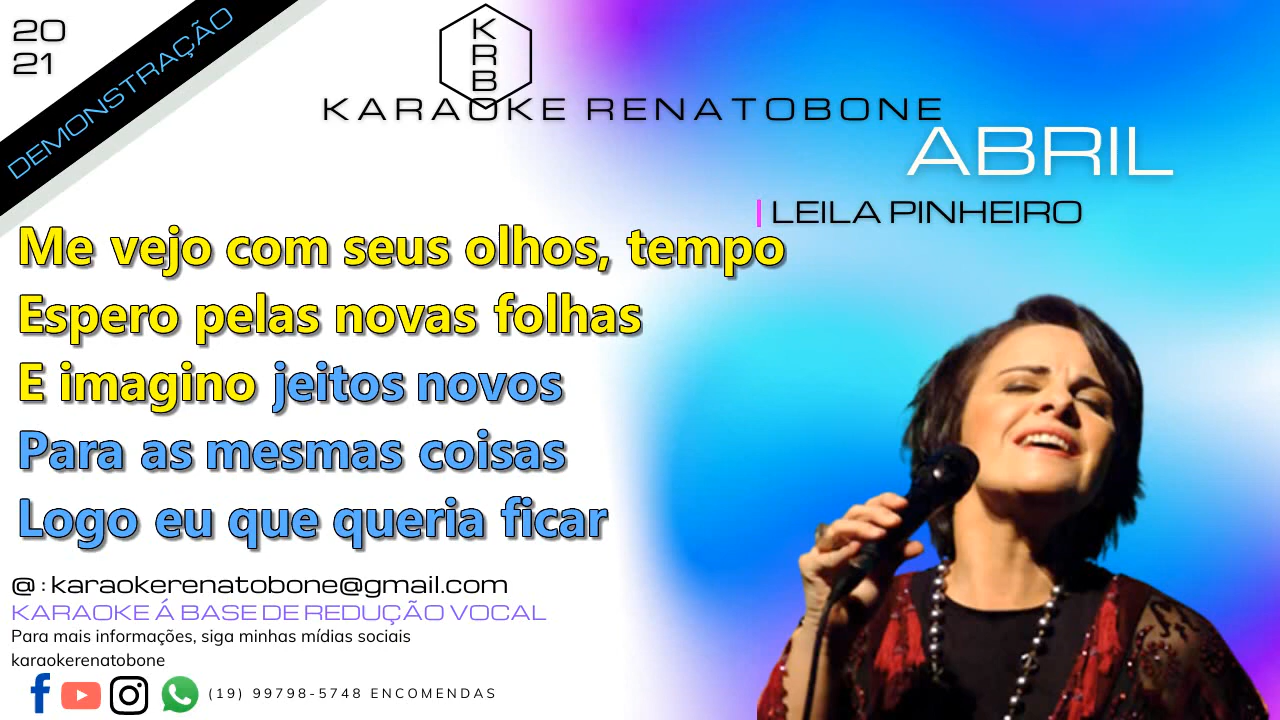 20
21
DEMONSTRAÇÃO
K
R
B
KARAOKE RENATOBONE
ABRIL
| LEILA PINHEIRO
Me vejo com seus olhos, tempo
Espero pelas novas folhas
E imagino jeitos novos
Para as mesmas coisas
Logo eu que queria ficar
@ : karaokerenatobone@gmail.com
KARAOKE Á BASE DE REDUÇÃO VOCAL
Para mais informações, siga minhas mídias sociais
karaokerenatobone
(19) 99798-5748 ENCOMENDAS